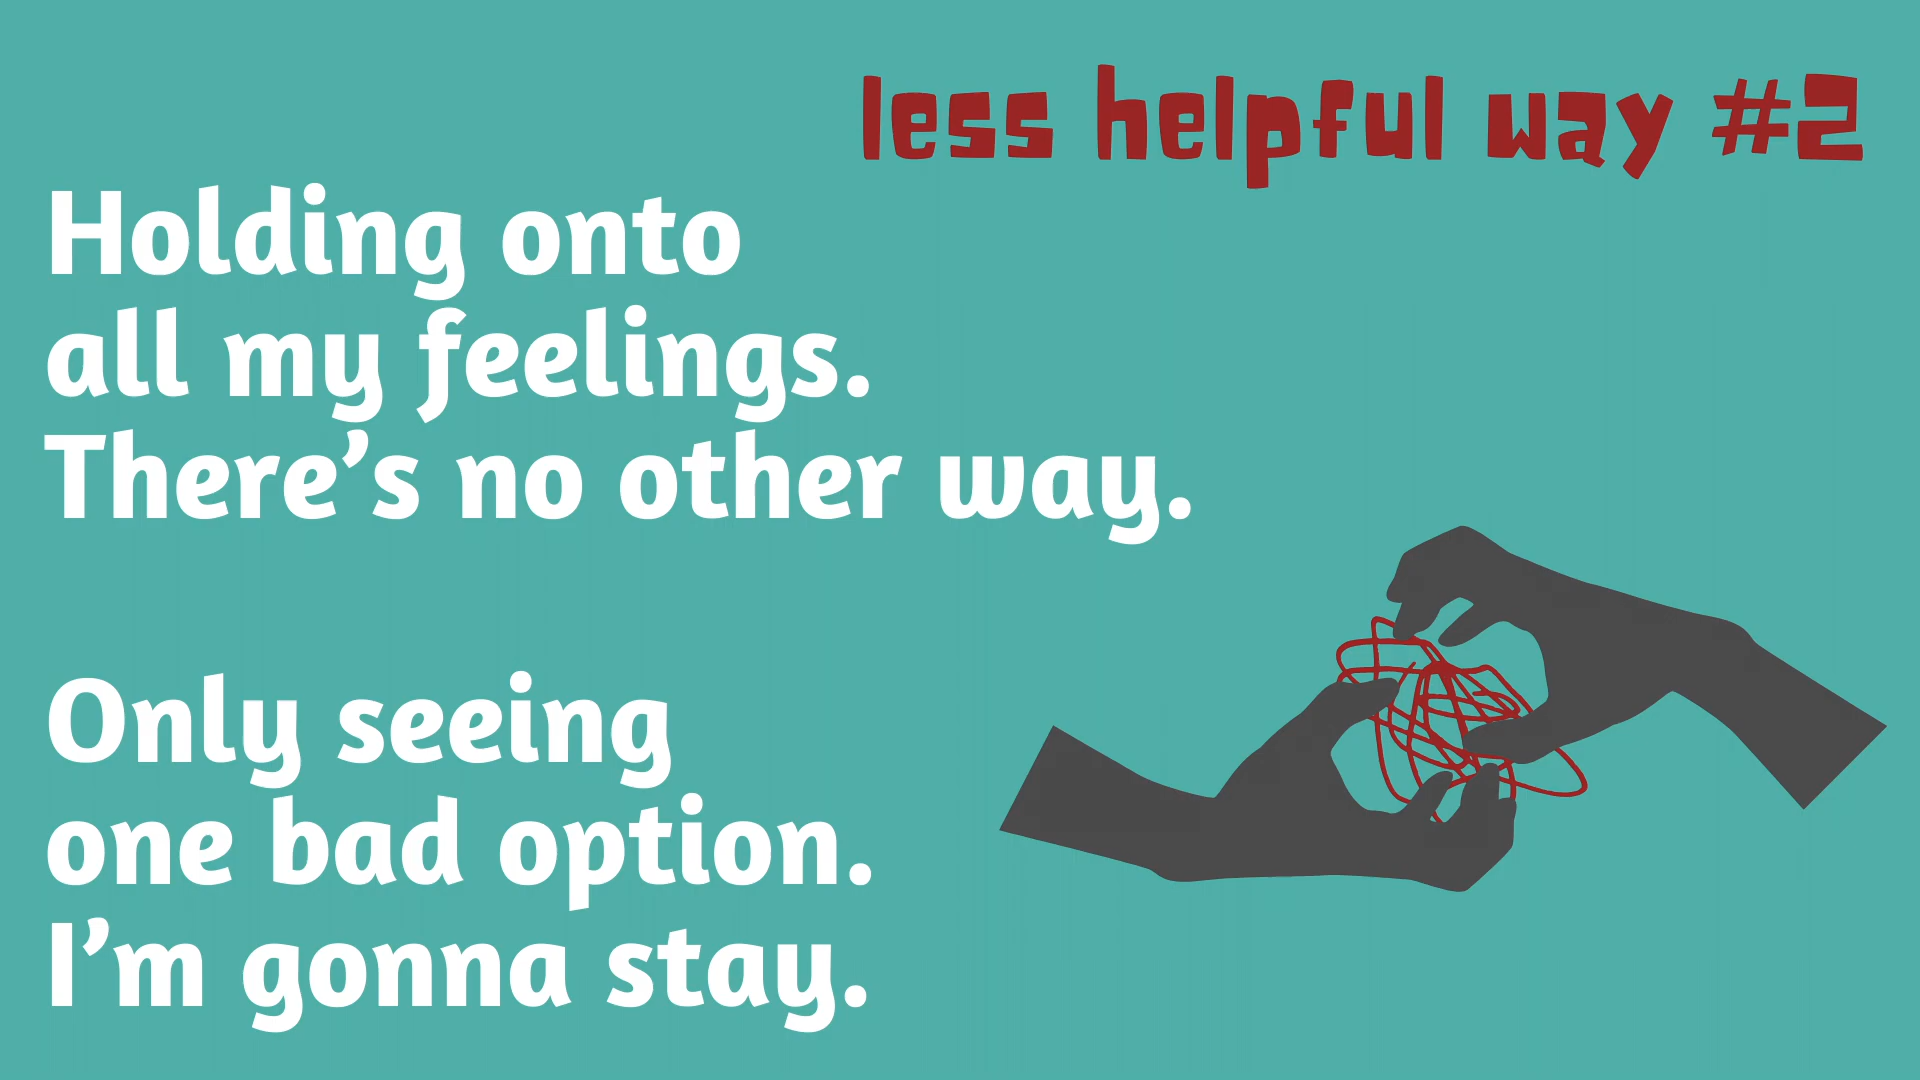 less helpful way #2
Holding onto
all my feelings.
There’s no other way.
Only seeing
one bad option.
I’m gonna stay.